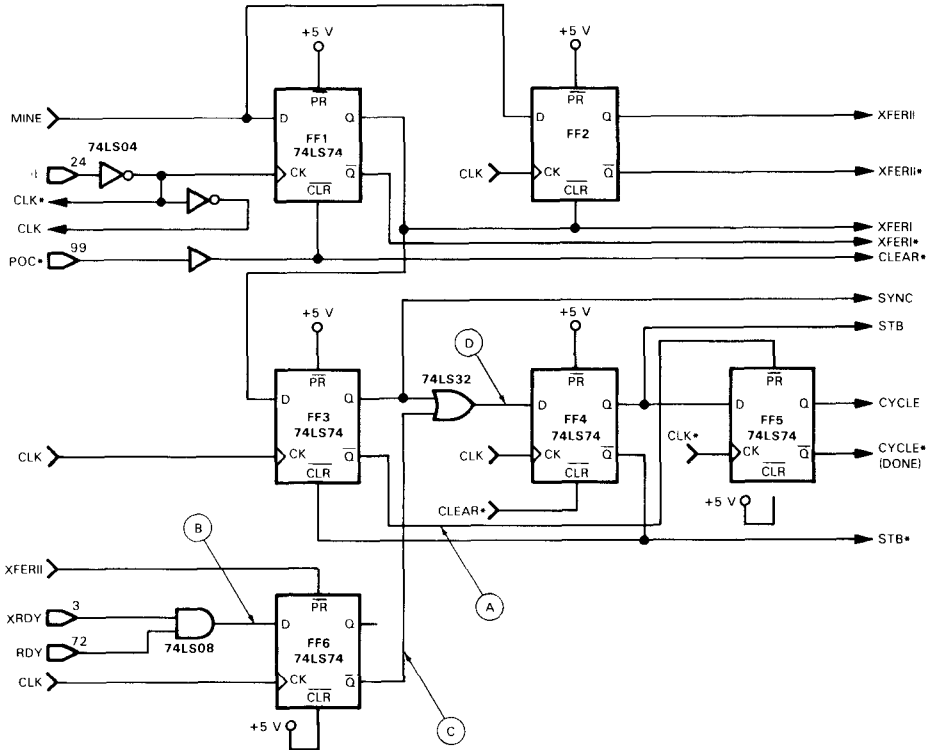 +5 V
+5 V
PR
PR
MINE
D
Q
D
Q
XFERII
FF1
74LS74
FF2
74LS04
24
CK
Q
CLK
CK
Q
XFERII*
CLK*
CLR
CLR
CLK
XFERI
XFERI*
99
POC*
CLEAR*
SYNC
+5 V
+5 V
STB
D
PR
74LS32
PR
PR
D
Q
D
Q
D
Q
CYCLE
FF3
74LS74
FF4
74LS74
FF5
74LS74
CLK*
CLK
CK
Q
CLK
CK
Q
CK
Q
CYCLE*
(DONE)
CLR
CLR
CLR
+5 V
CLEAR*
B
STB*
XFERII
A
PR
3
XRDY
D
Q
72
RDY
74LS08
FF6
74LS74
CLK
CK
Q
CLR
+5 V
C